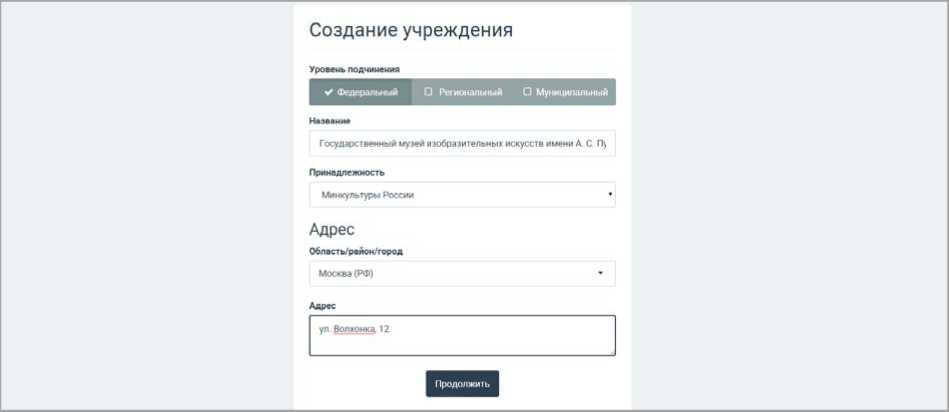 Создание учреждения
Уровень подчинения
Федеральный Региональный Муниципальный
Название
Государственный музей изобразительных искусств имени А. С. Пу
Принадлежность
Минкультуры России
Адрес
Область/район/город
Москва (РФ)
Адрес
ул. Волхонка, 12
Продолжить